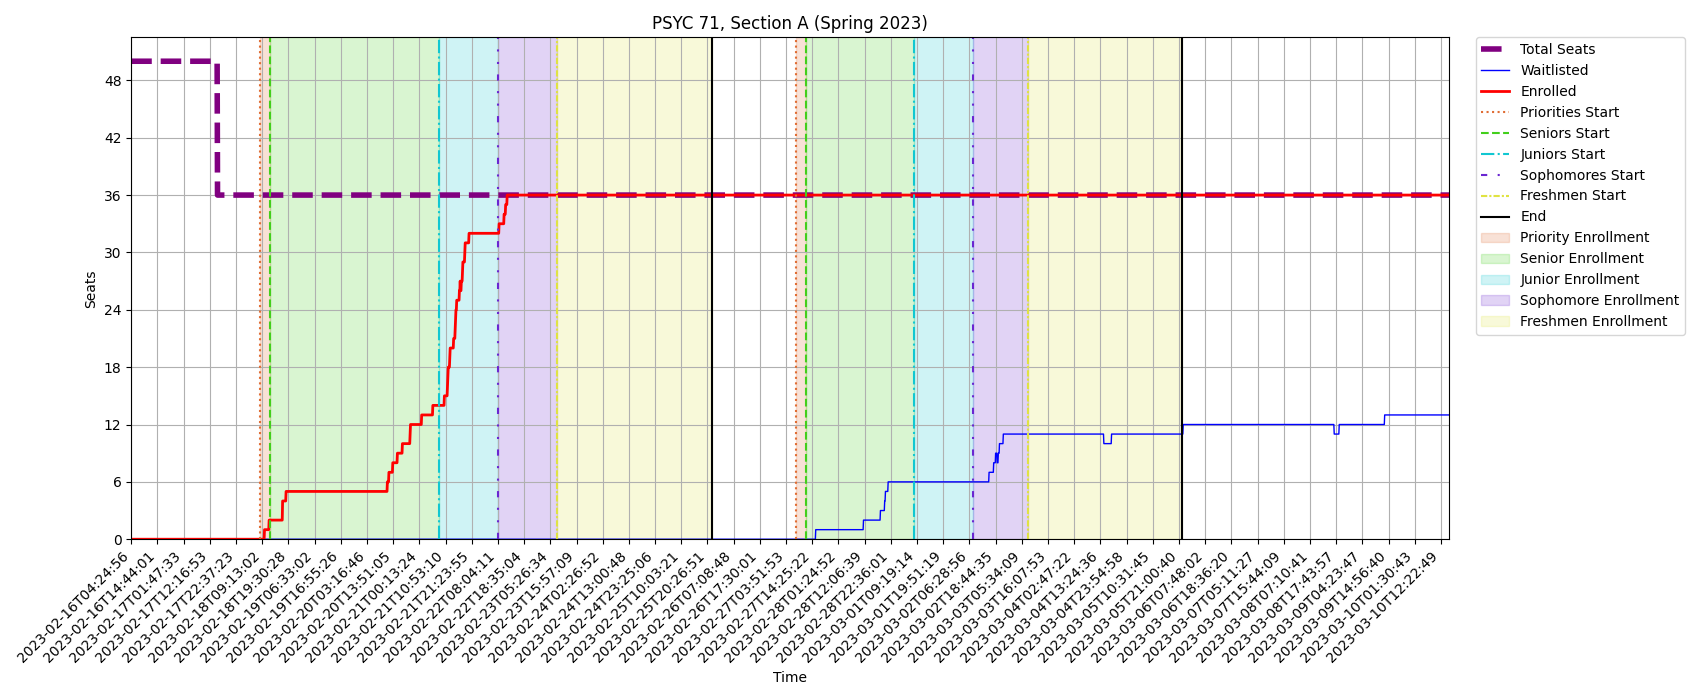 PSYC 71, Section A (Spring 2023)
Seats
48
42
36
30
24
18
12
6
0
2023-02-16T04:24:56
2023-02-16T14:44:01
2023-02-17T01:47:33
2023-02-17T12:16:53
2023-02-17T22:37:23
2023-02-18T09:13:02
2023-02-18T19:30:28
2023-02-19T06:33:02
2023-02-19T16:55:26
2023-02-20T03:16:46
2023-02-20T13:51:05
2023-02-21T00:13:24
2023-02-21T10:53:10
2023-02-21T21:23:55
2023-02-22T08:04:11
2023-02-22T18:35:04
2023-02-23T05:26:34
2023-02-23T15:57:09
2023-02-24T02:26:52
2023-02-24T13:00:48
2023-02-24T23:25:06
2023-02-25T10:03:21
2023-02-25T20:26:51
2023-02-26T07:08:48
2023-02-26T17:30:01
2023-02-27T03:51:53
2023-02-27T14:25:22
2023-02-28T01:24:52
2023-02-28T12:06:39
2023-02-28T22:36:01
2023-03-01T09:19:14
2023-03-01T19:51:19
2023-03-02T06:28:56
2023-03-02T18:44:35
2023-03-03T05:34:09
2023-03-03T16:07:53
2023-03-04T02:47:22
2023-03-04T13:24:36
2023-03-04T23:54:58
2023-03-05T10:31:45
2023-03-05T21:00:40
2023-03-06T07:48:02
2023-03-06T18:36:20
2023-03-07T05:11:27
2023-03-07T15:44:09
2023-03-08T07:10:41
2023-03-08T17:43:57
2023-03-09T04:23:47
2023-03-09T14:56:40
2023-03-10T01:30:43
2023-03-10T12:22:49
Time
Total Seats
Waitlisted
Enrolled
Priorities Start
Seniors Start
Juniors Start
Sophomores Start
Freshmen Start
End
Priority Enrollment
Senior Enrollment
Junior Enrollment
Sophomore Enrollment
Freshmen Enrollment